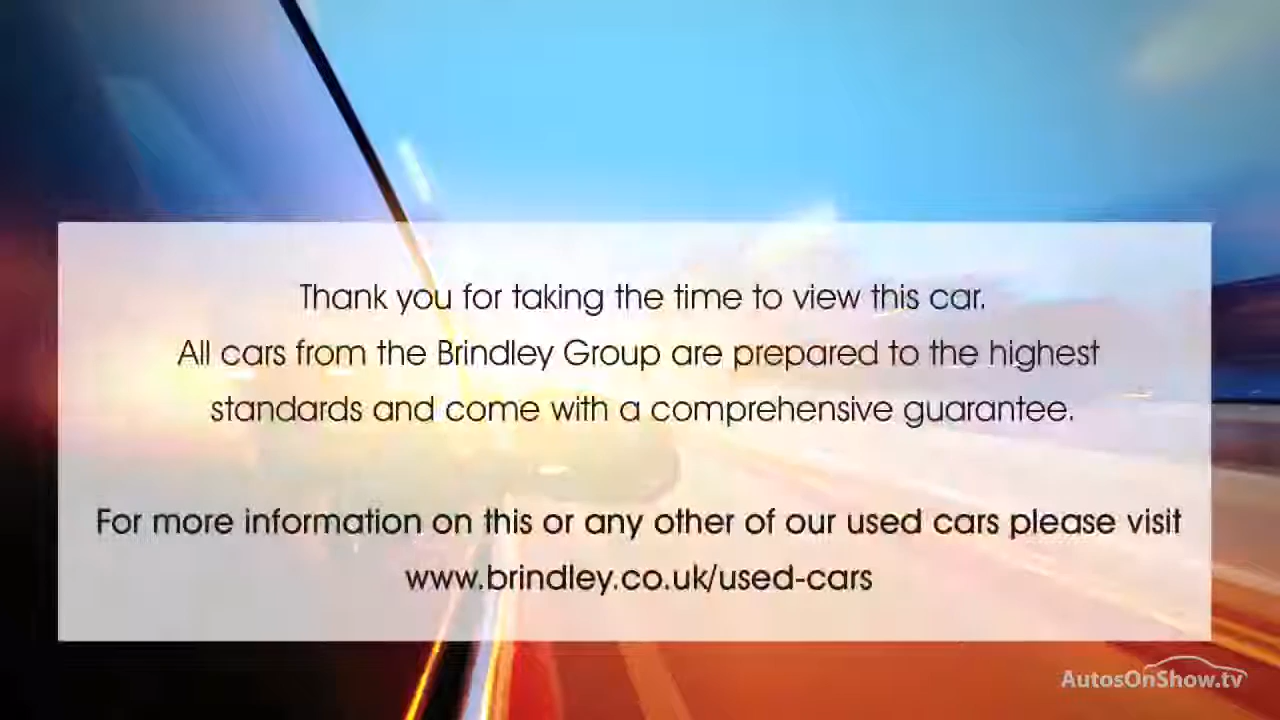 Thank you for taking the time to view this car.
All cars from the Brindley Group are prepared to the highest
standards and come with a comprehensive guarantee.
For more information on this or any other of our used cars please visit
www.brindley.co.uk/used-cars
AutosOnShow.tv